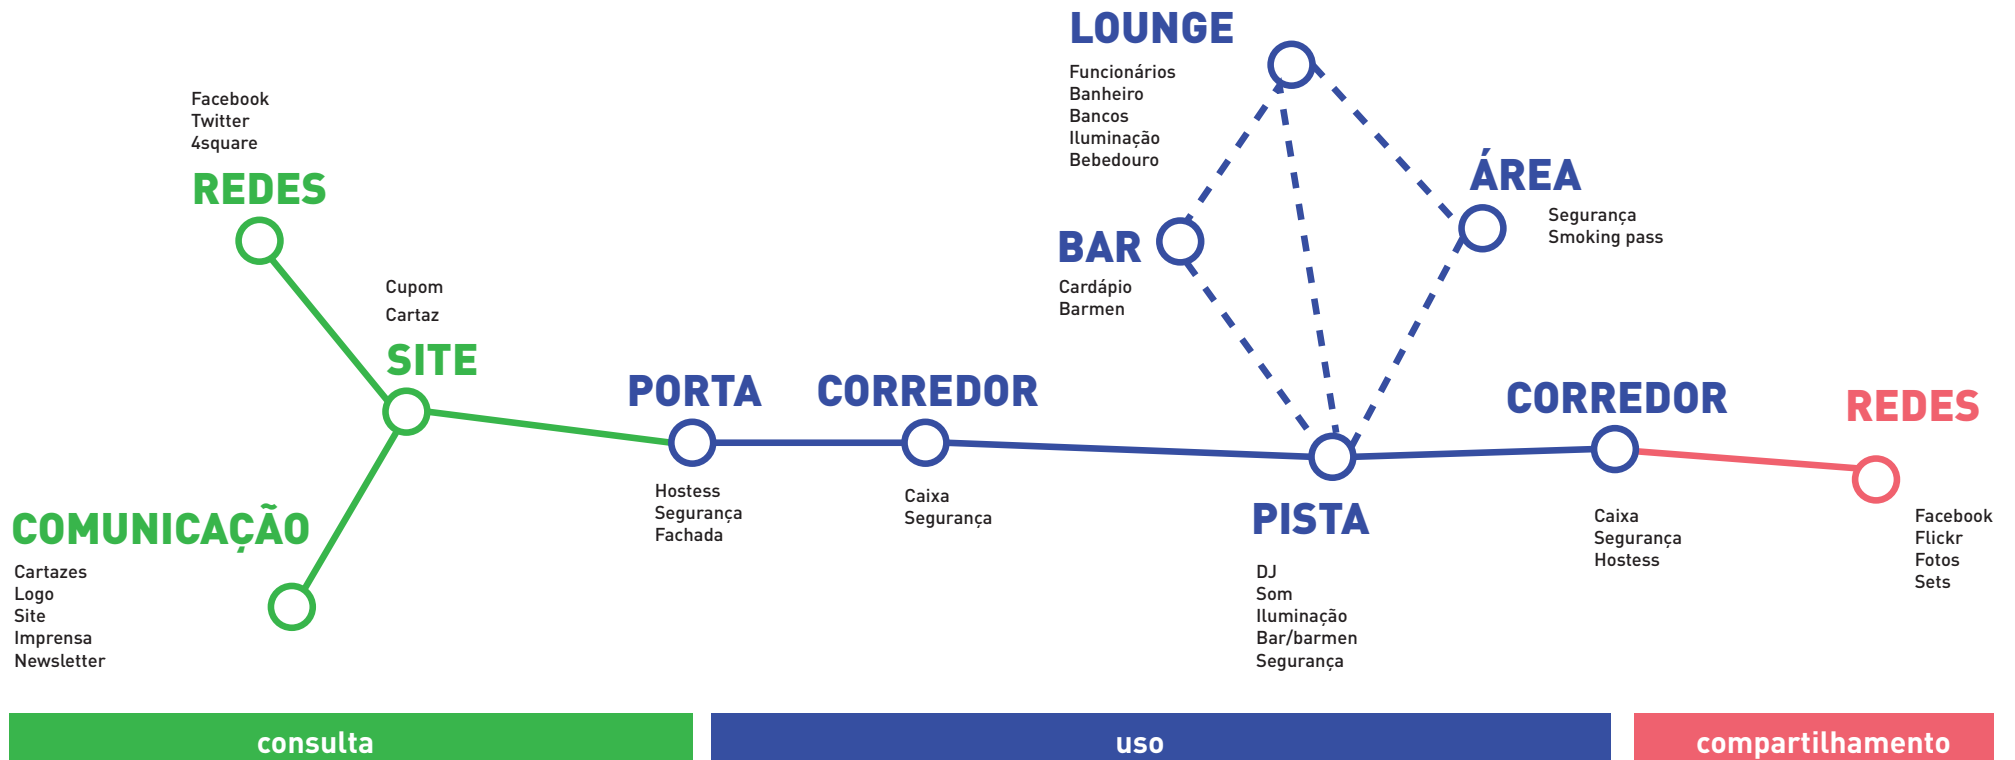 Facebook
Twitter
4square
REDES
Cupom
Cartaz
SITE
COMUNICAÇÃO
Cartazes
Logo
Site
Imprensa
Newsletter
PORTA
Hostess
Segurança
Fachada
CORREDOR
Caixa
Segurança
LOUNGE
Funcionários
Banheiro
Bancos
Iluminação
Bebedouro
BAR
Cardápio
Barmen
ÁREA
Segurança
Smoking pass
PISTA
DJ
Som
Iluminação
Bar/barmen
Segurança
CORREDOR
Caixa
Segurança
Hostess
REDES
Facebook
Flickr
Fotos
Sets
consulta
uso
compartilhamento